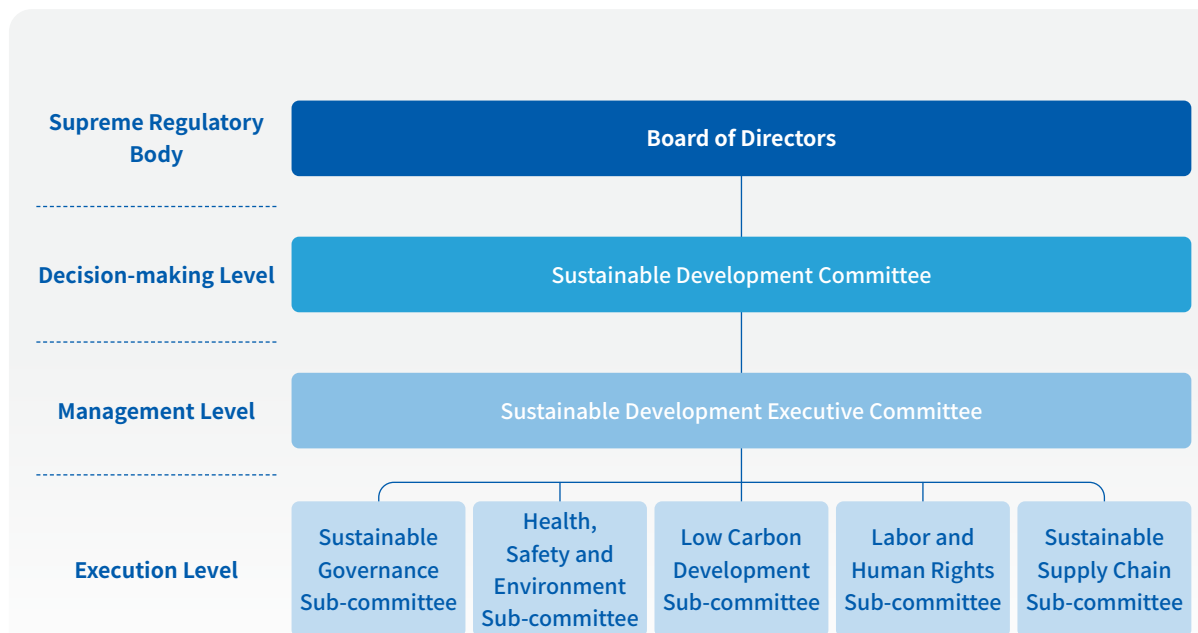 Supreme Regulatory
Body
Board of Directors
Decision-making Level
Sustainable Development Committee
Management Level
Sustainable Development Executive Committee
Execution Level
Sustainable
Governance
Sub-committee
Health,
Safety and
Environment
Sub-committee
Low Carbon
Development
Sub-committee
Labor and
Human Rights
Sub-committee
Sustainable
Supply Chain
Sub-committee